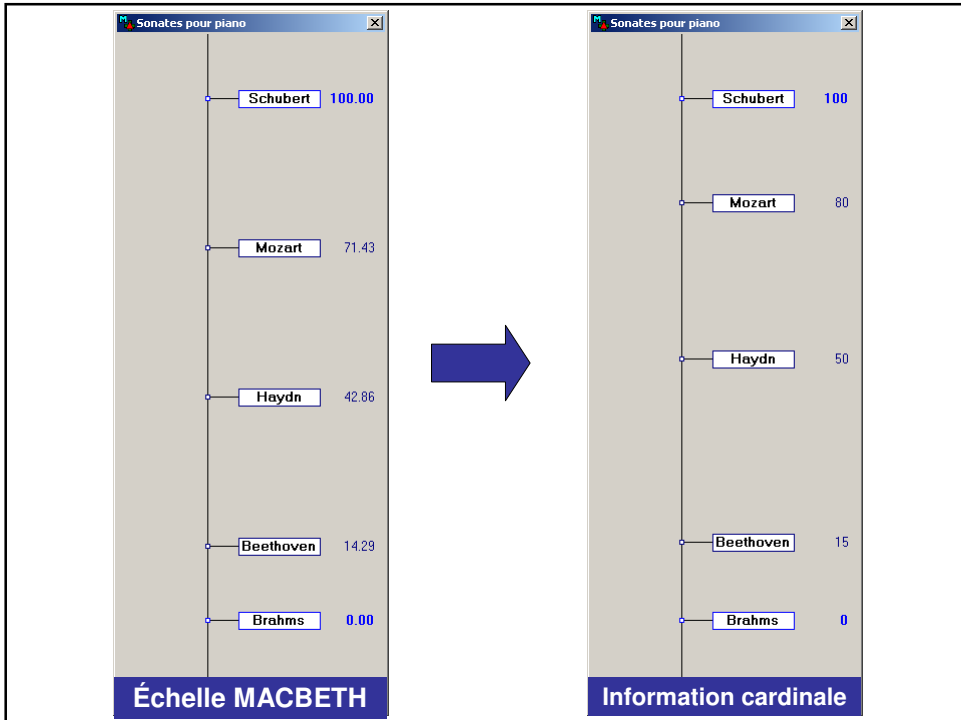 Sonates pour piano
Schubert 100.00
Mozart 71.43
Haydn 42.86
Beethoven 14.29
Brahms 0.00
Échelle MACBETH
Sonates pour piano
Schubert 100
Mozart 80
Haydn 50
Beethoven 15
Brahms 0
Information cardinale